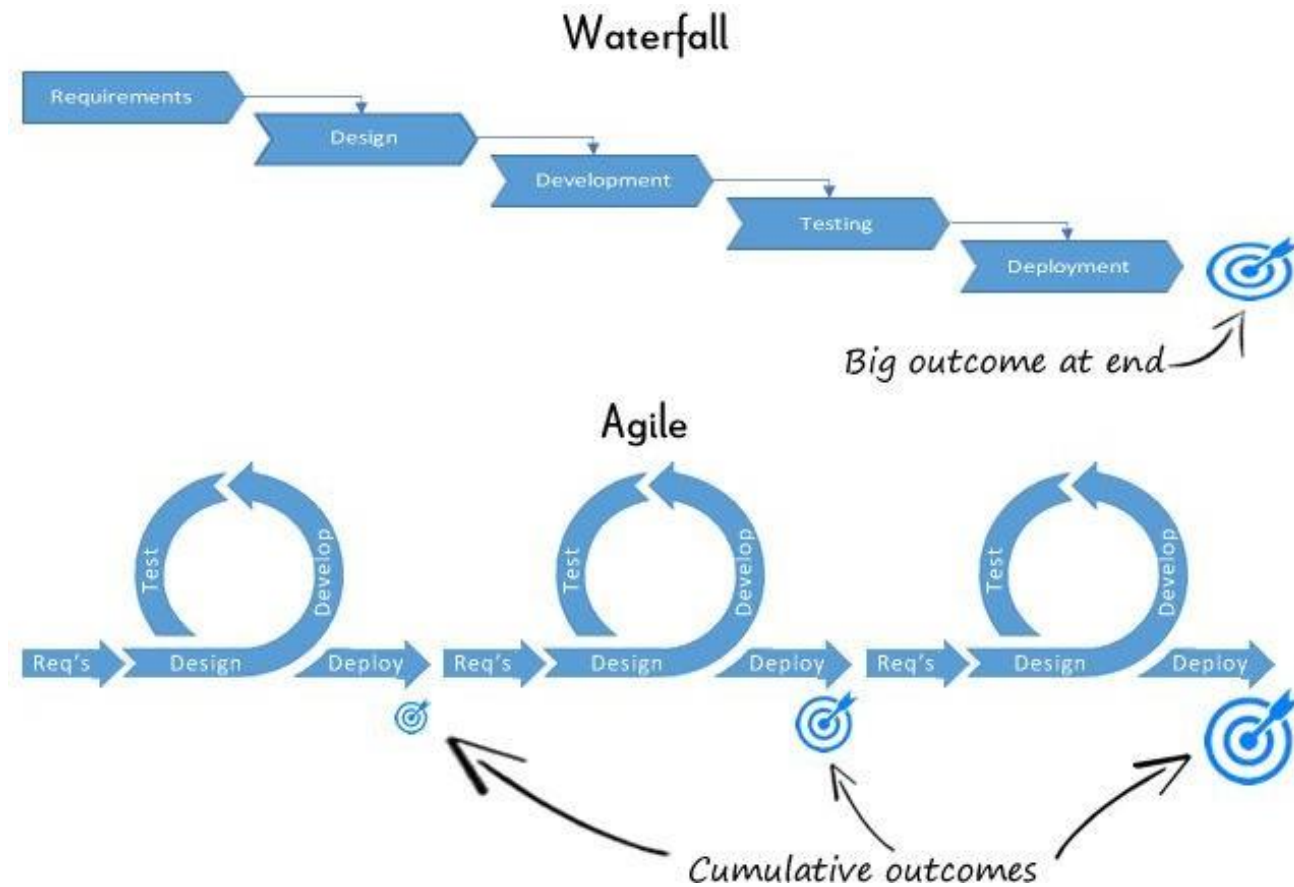 Waterfall
Requirements
Design
Development
Testing
Deployment
Big outcome at end
Agile
Test
Develop
Req's
Design
Deploy
Test
Develop
Req's
Design
Deploy
Test
Develop
Req's
Design
Deploy
Cumulative outcomes